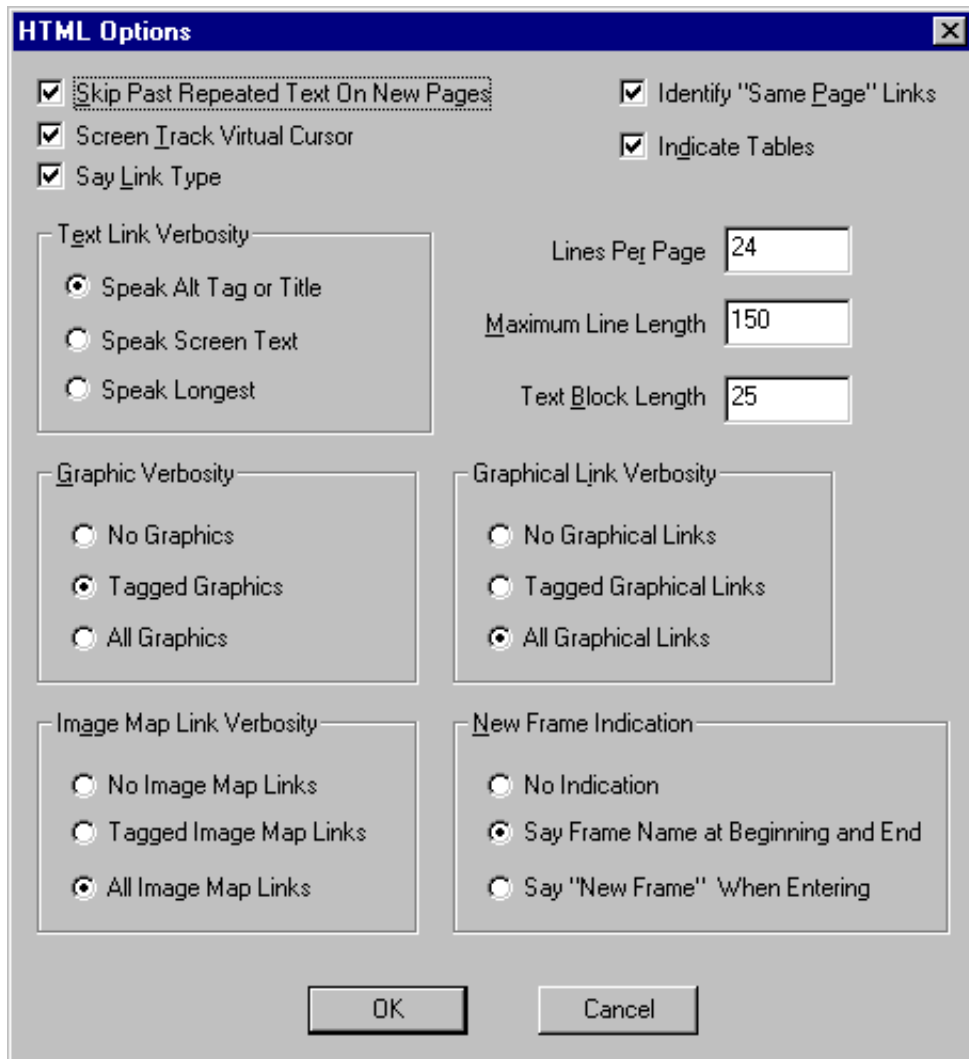 HTML Options
Skip Past Repeated Text On New Pages
Screen Track Virtual Cursor
Say Link Type
Identify "Same Page" Links
Indicate Tables
Text Link Verbosity
Speak Alt Tag or Title
Speak Screen Text
Speak Longest
Lines Per Page 24
Maximum Line Length 150
Text Block Length 25
Graphic Verbosity
No Graphics
Tagged Graphics
All Graphics
Graphical Link Verbosity
No Graphical Links
Tagged Graphical Links
All Graphical Links
Image Map Link Verbosity
No Image Map Links
Tagged Image Map Links
All Image Map Links
New Frame Indication
No Indication
Say Frame Name at Beginning and End
Say "New Frame" When Entering
OK
Cancel